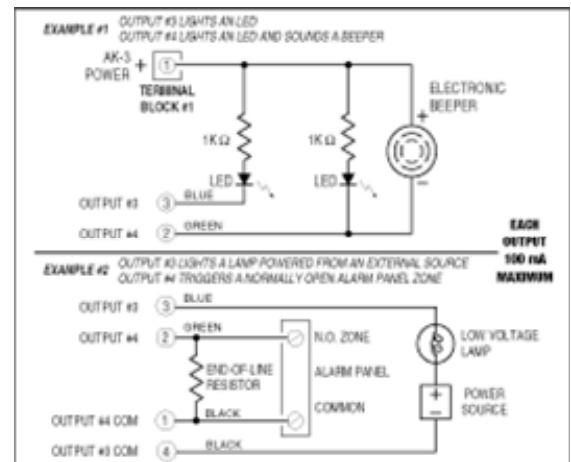 EXAMPLE #1 OUTPUT #3 LIGHTS AN LED
OUTPUT #4 LIGHTS AN LED AND SOUNDS A BEEPER
AK-3
POWER
+
1
TERMINAL
BLOCK #1
ELECTRONIC
BEEPER
+
−
1KΩ
1KΩ
LED
LED
OUTPUT #3 3 BLUE
OUTPUT #4 2 GREEN
EACH
OUTPUT
100 mA
MAXIMUM
EXAMPLE #2 OUTPUT #3 LIGHTS A LAMP POWERED FROM AN EXTERNAL SOURCE
OUTPUT #4 TRIGGERS A NORMALLY OPEN ALARM PANEL ZONE
OUTPUT #3 3 BLUE
OUTPUT #4 2 GREEN
N.O. ZONE
LOW VOLTAGE
LAMP
END-OF-LINE
RESISTOR
ALARM PANEL
+
−
POWER
SOURCE
COMMON
OUTPUT #4 COM 1 BLACK
OUTPUT #3 COM 4 BLACK